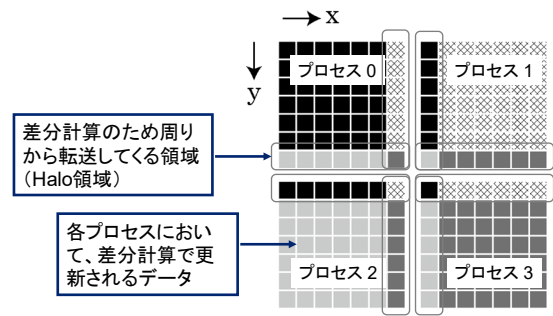 x
y
プロセス 0
プロセス 1
差分計算のため周り
から転送してくる領域
（Halo領域）
各プロセスにおい
て、差分計算で更
新されるデータ
プロセス 2
プロセス 3